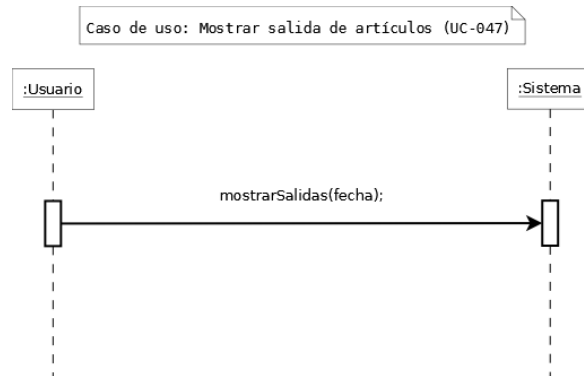 Caso de uso: Mostrar salida de artículos (UC-047)
:Usuario
:Sistema
mostrarSalidas(fecha);